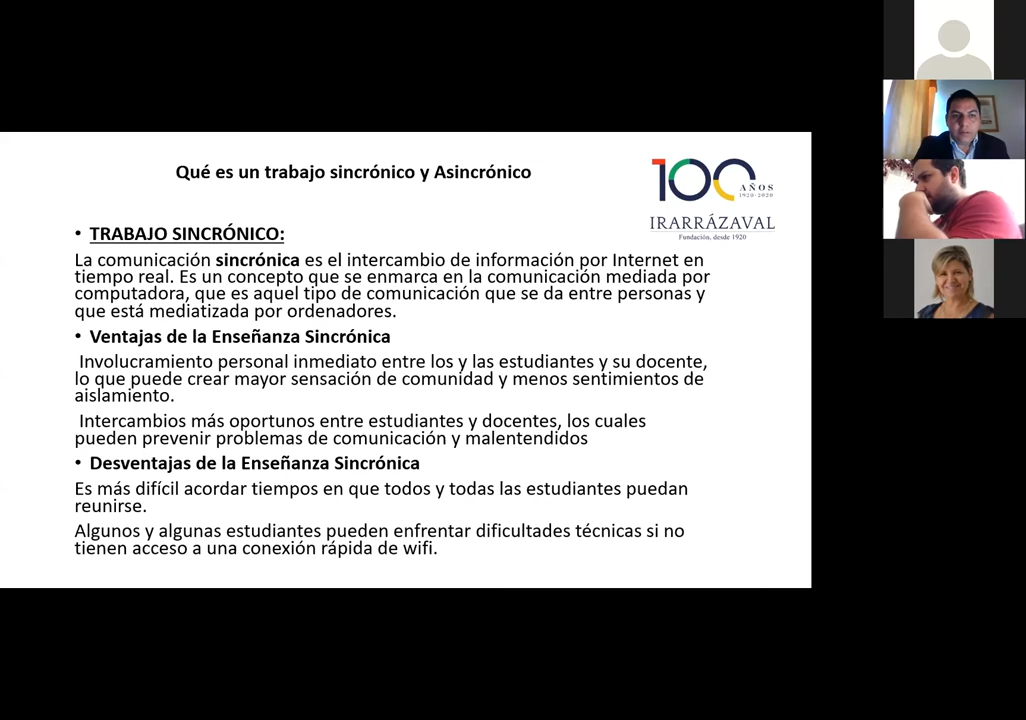 Qué es un trabajo sincrónico y Asincrónico
100
AÑOS
1920-2020
IRARRÁZAVAL
Fundación, desde 1920
• TRABAJO SINCRÓNICO:
La comunicación sincrónica es el intercambio de información por Internet en
tiempo real. Es un concepto que se enmarca en la comunicación mediada por
computadora, que es aquel tipo de comunicación que se da entre personas y
que está mediatizada por ordenadores.
• Ventajas de la Enseñanza Sincrónica
Involucramiento personal inmediato entre los y las estudiantes y su docente,
lo que puede crear mayor sensación de comunidad y menos sentimientos de
aislamiento.
Intercambios más oportunos entre estudiantes y docentes, los cuales
pueden prevenir problemas de comunicación y malentendidos
• Desventajas de la Enseñanza Sincrónica
Es más difícil acordar tiempos en que todos y todas las estudiantes puedan
reunirse.
Algunos y algunas estudiantes pueden enfrentar dificultades técnicas si no
tienen acceso a una conexión rápida de wifi.